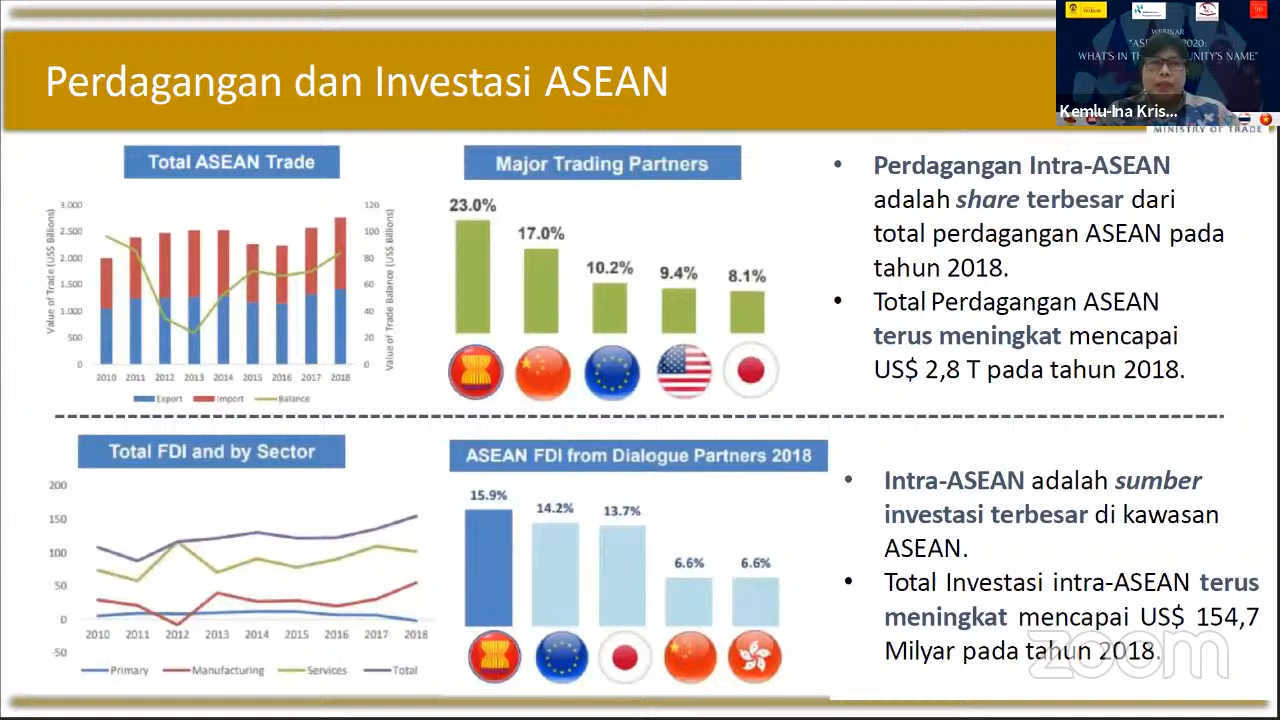 Perdagangan dan Investasi ASEAN
WEBINAR
WHAT'S IN TH
UNITY'S NAME"
Kemlu-Ina Kris...
MINISTRY OF TRADE
Total ASEAN Trade
Value of Trade (US$ Billions)
3.000
2.500
2.000
1.500
1.000
500
0
120
100
80
60
40
20
0
Value of Trade Balance (US$ Billions)
2010 2011 2012 2013 2014 2015 2016 2017 2018
Export Import Balance
Major Trading Partners
23.0%
17.0%
10.2%
9.4%
8.1%
• Perdagangan Intra-ASEAN
adalah share terbesar dari
total perdagangan ASEAN pada
tahun 2018.
• Total Perdagangan ASEAN
terus meningkat mencapai
US$ 2,8 T pada tahun 2018.
Total FDI and by Sector
200
150
100
50
0
-50
2010 2011 2012 2013 2014 2015 2016 2017 2018
Primary Manufacturing Services Total
ASEAN FDI from Dialogue Partners 2018
15.9%
14.2%
13.7%
6.6%
6.6%
• Intra-ASEAN adalah sumber
investasi terbesar di kawasan
ASEAN.
• Total Investasi intra-ASEAN terus
meningkat mencapai US$ 154,7
Milyar pada tahun 2018.
zoom